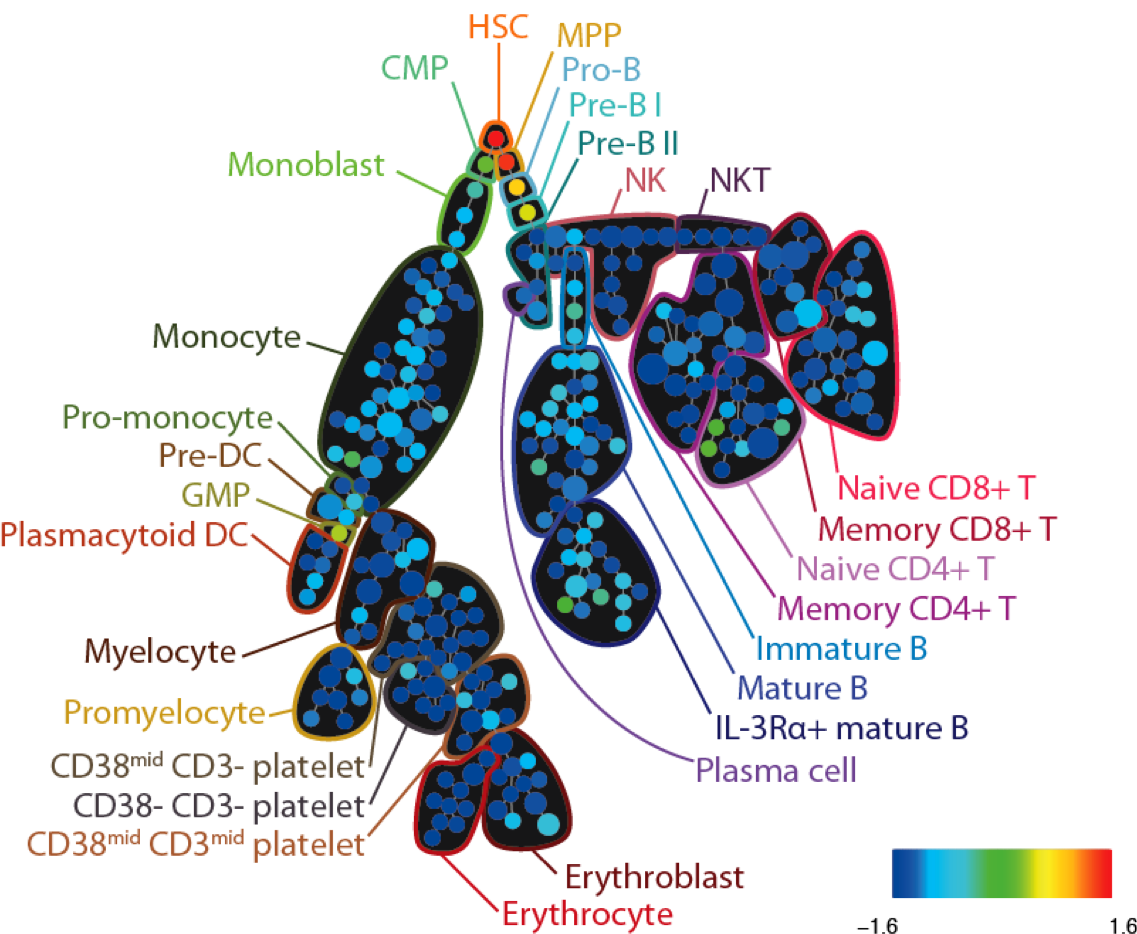 HSC
MPP
CMP
Pro-B
Pre-B I
Pre-B II
Monoblast
NK
NKT
Monocyte
Pro-monocyte
Pre-DC
GMP
Plasmacytoid DC
Naive CD8+ T
Memory CD8+ T
Naive CD4+ T
Memory CD4+ T
Immature B
Mature B
IL-3Rα+ mature B
Plasma cell
Myelocyte
Promyelocyte
CD38mid CD3- platelet
CD38- CD3- platelet
CD38mid CD3mid platelet
Erythroblast
Erythrocyte
−1.6
1.6